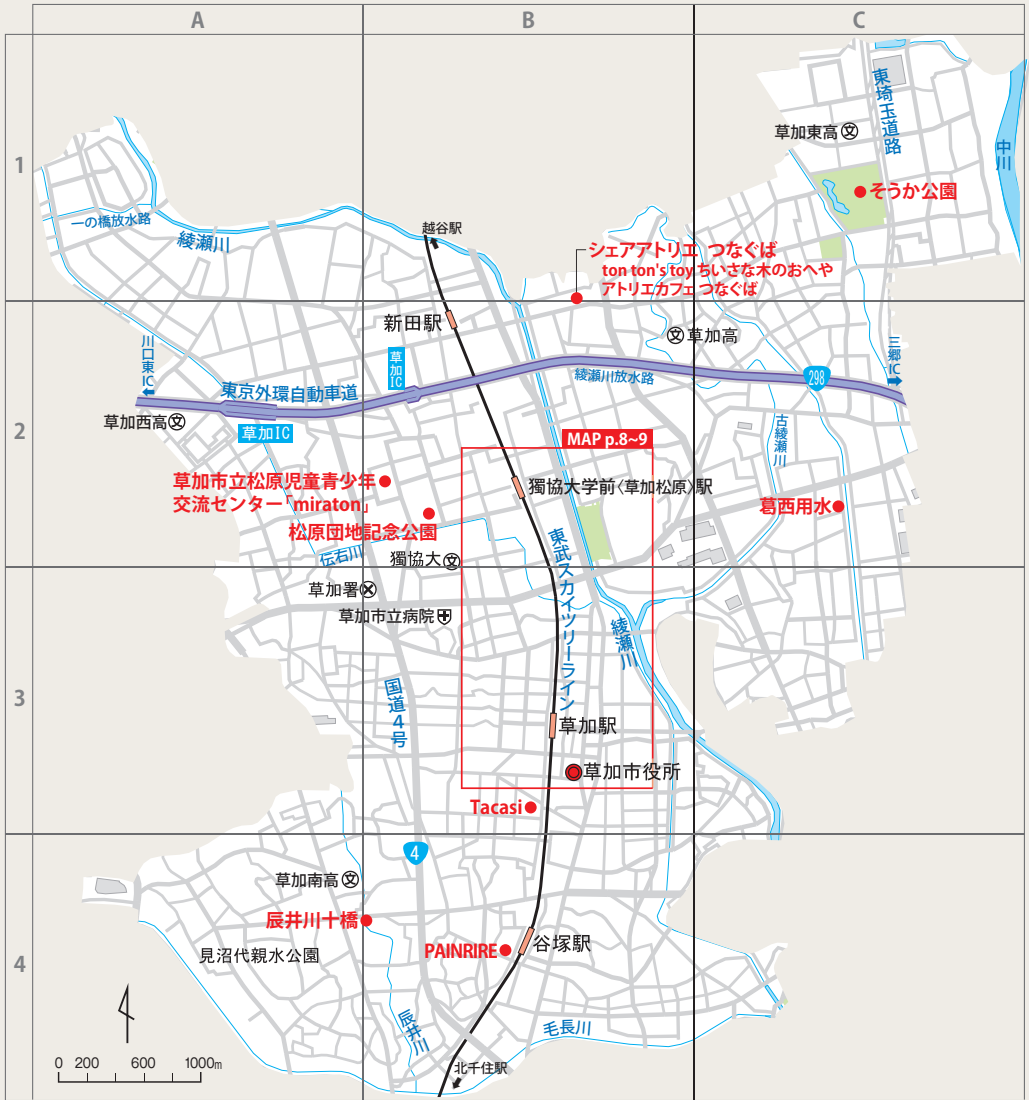 A
B
C
1
2
3
4
東埼玉道路
草加東高
中川
そうか公園
一の橋放水路
綾瀬川
越谷駅
シェアアトリエ つなぐば
ton ton's toy ちいさな木のおへや
アトリエカフェ つなぐば
新田駅
草加高
川口東IC
草加IC
綾瀬川放水路
三郷IC
298
東京外環自動車道
草加西高
草加IC
古綾瀬川
MAP p.8~9
草加市立松原児童青少年
交流センター「miraton」
獨協大学前〈草加松原〉駅
葛西用水
松原団地記念公園
伝右川
獨協大
東武スカイツリーライン
草加署
草加市立病院
綾瀬川
国道4号
草加駅
草加市役所
Tacasi
4
草加南高
辰井川十橋
PAINRIRE
谷塚駅
見沼代親水公園
辰井川
毛長川
北千住駅
0 200 600 1000m